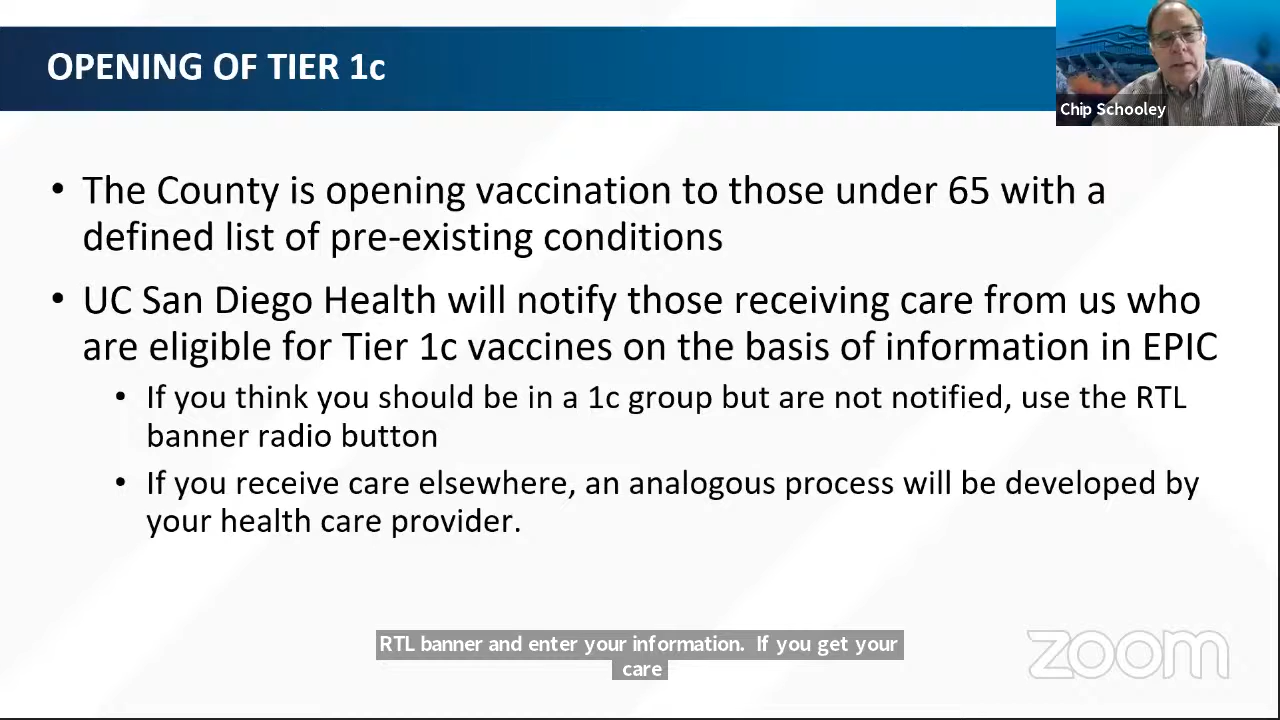 OPENING OF TIER 1c
Chip Schooley
• The County is opening vaccination to those under 65 with a
defined list of pre-existing conditions
• UC San Diego Health will notify those receiving care from us who
are eligible for Tier 1c vaccines on the basis of information in EPIC
• If you think you should be in a 1c group but are not notified, use the RTL
banner radio button
• If you receive care elsewhere, an analogous process will be developed by
your health care provider.
RTL banner and enter your information. If you get your
care
zoom